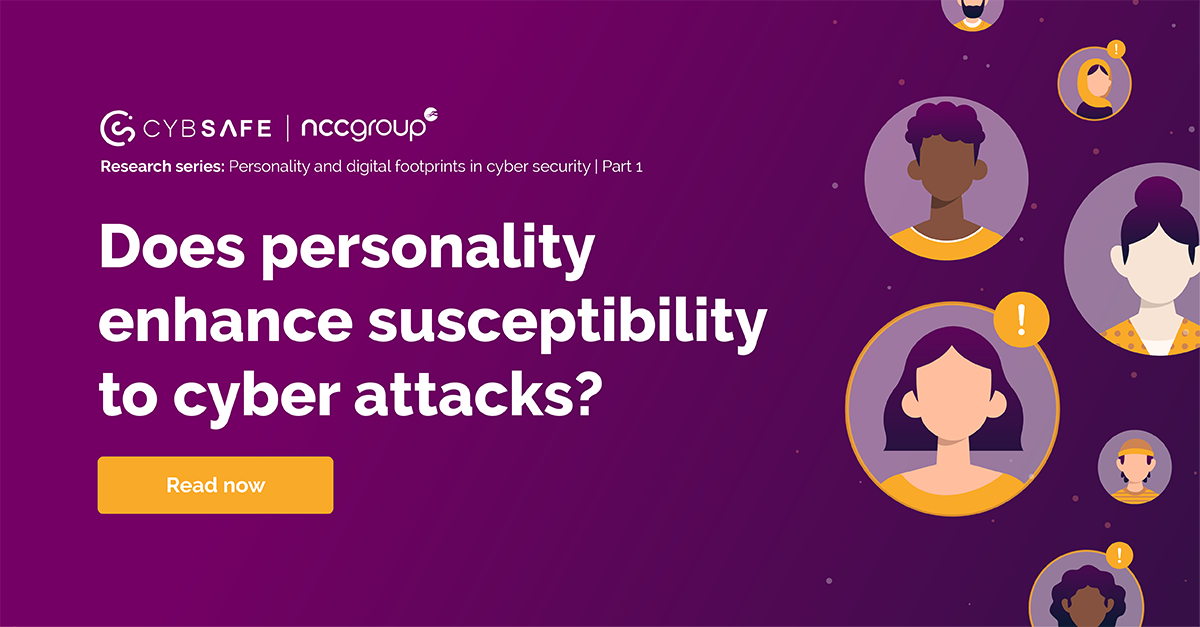 CYBSAFE | nccgroup
Research series: Personality and digital footprints in cyber security | Part 1
Does personality
enhance susceptibility
to cyber attacks?
Read now
!
!
!